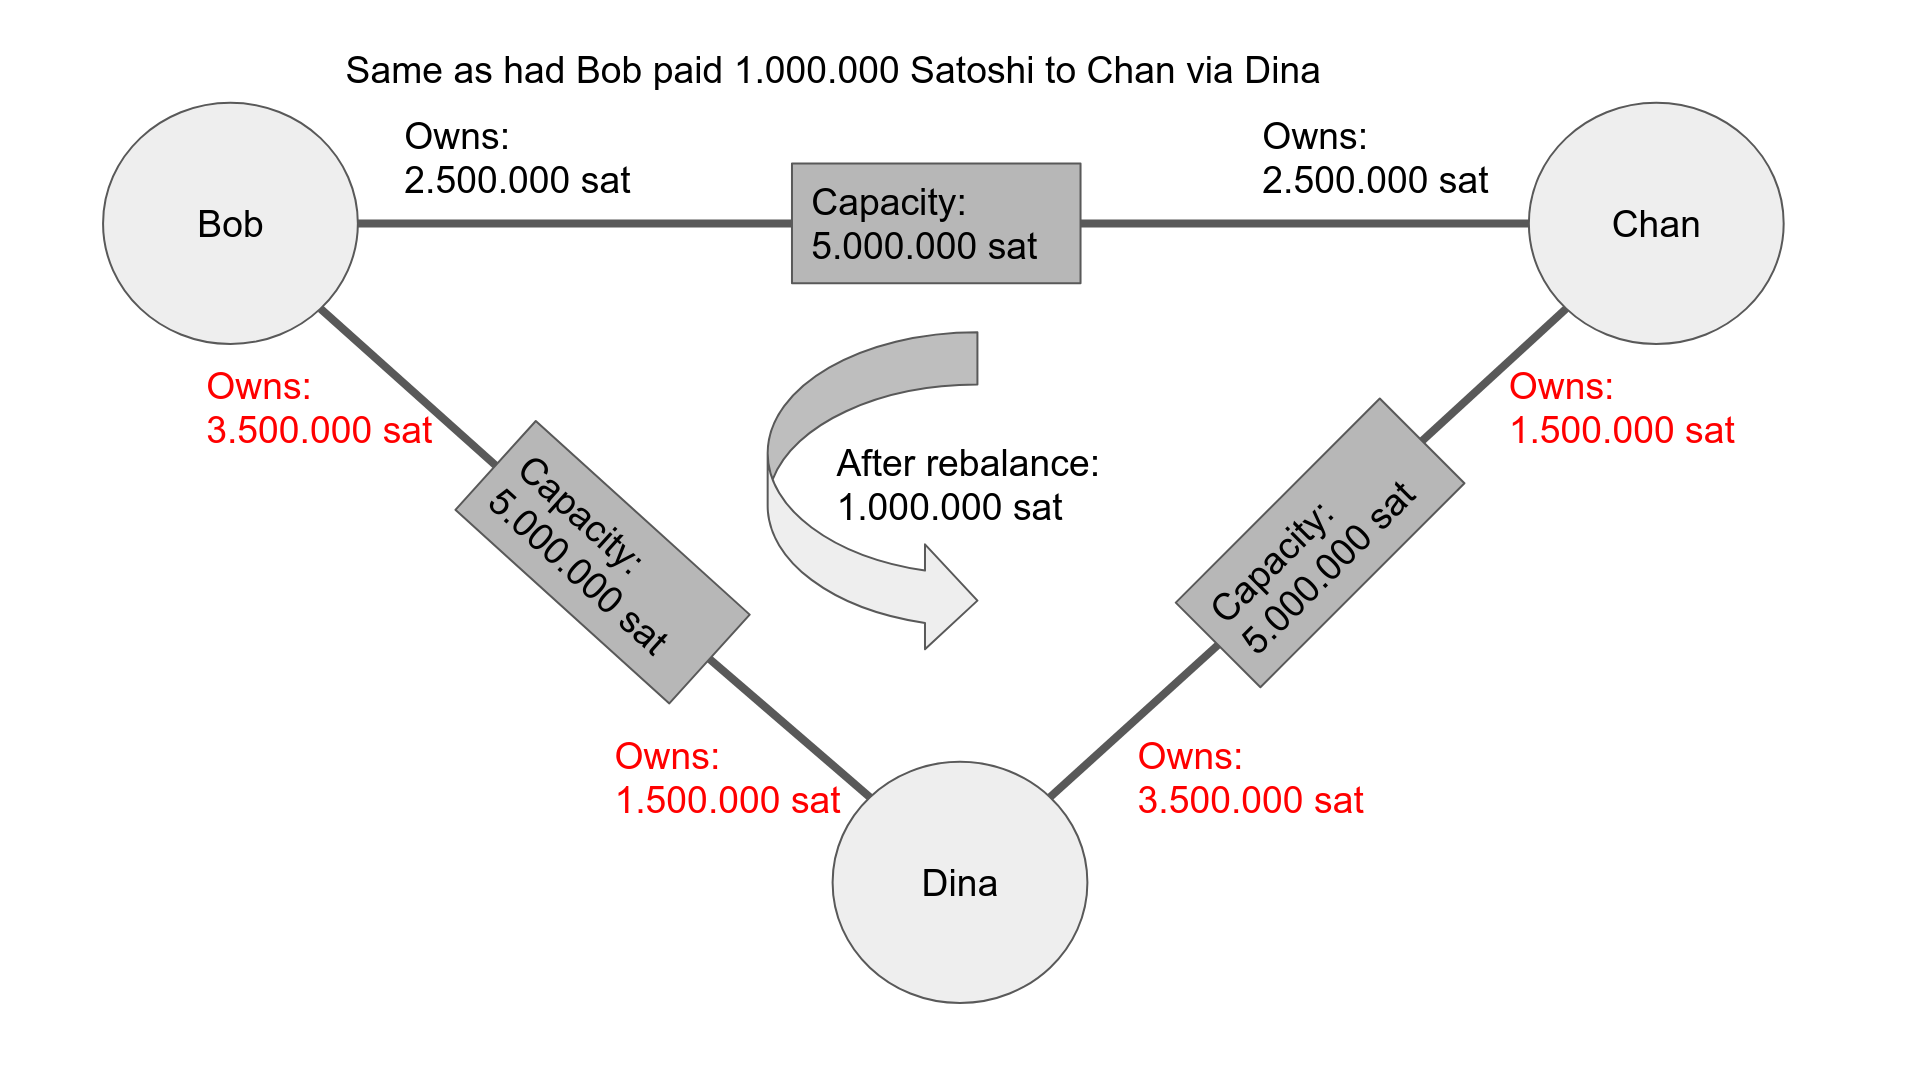 Same as had Bob paid 1.000.000 Satoshi to Chan via Dina
Owns:
2.500.000 sat
Owns:
2.500.000 sat
Capacity:
5.000.000 sat
Bob
Chan
Owns:
3.500.000 sat
Owns:
1.500.000 sat
After rebalance:
1.000.000 sat
Capacity:
5.000.000 sat
Capacity:
5.000.000 sat
Owns:
1.500.000 sat
Owns:
3.500.000 sat
Dina